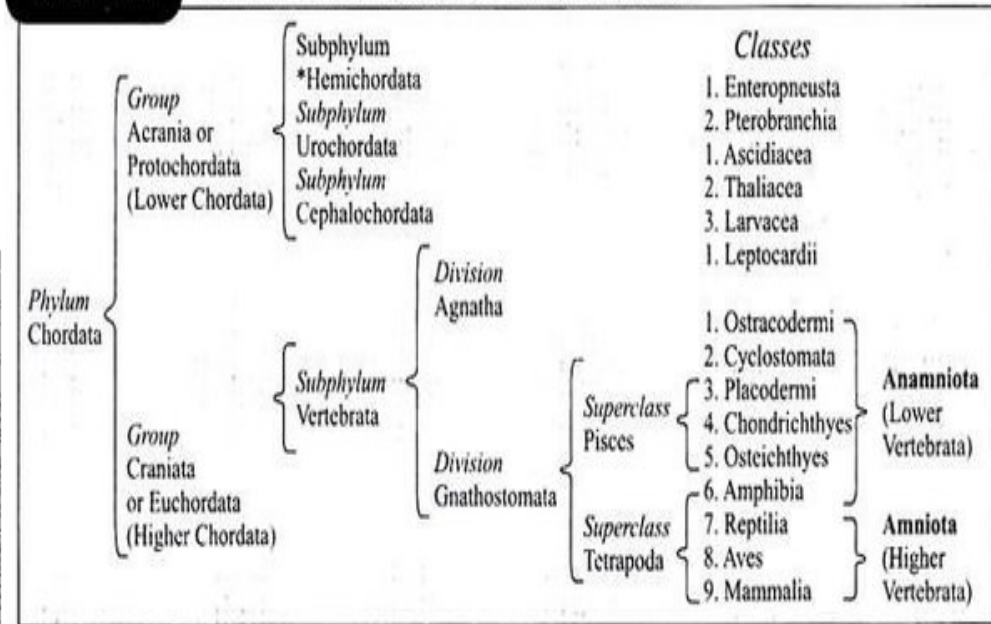 Phylum
Chordata
Group
Acrania or
Protochordata
(Lower Chordata)
Group
Craniata
or Euchordata
(Higher Chordata)
Subphylum
*Hemichordata
Subphylum
Urochordata
Subphylum
Cephalochordata
Subphylum
Vertebrata
Division
Agnatha
Division
Gnathostomata
Superclass
Pisces
Superclass
Tetrapoda
Classes
1. Enteropneusta
2. Pterobranchia
1. Ascidiacea
2. Thaliacea
3. Larvacea
1. Leptocardii
1. Ostracodermi
2. Cyclostomata
3. Placodermi
4. Chondrichthyes
5. Osteichthyes
6. Amphibia
7. Reptilia
8. Aves
9. Mammalia
Anamniota
(Lower
Vertebrata)
Amniota
(Higher
Vertebrata)